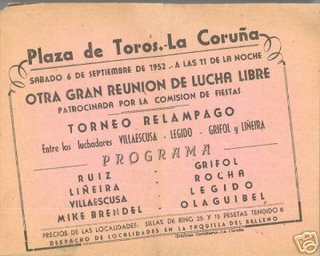 Plaza de Toros.-La Coruña
SABADO 6 DE SEPTIEMBRE DE 1952 - A LAS 11 DE LA NOCHE
OTRA GRAN REUNION DE LUCHA LIBRE
PATROCINADA POR LA COMISION DE FIESTAS
TORNEO RELAMPAGO
Entre los luchadores VILLAESCUSA - LEGIDO - GRIFOL y LIÑEIRA
PROGRAMA
RUIZ GRIFOL
LIÑEIRA ROCHA
VILLAESCUSA LEGIDO
MIKE BRENDEL OLAGUIBEL
PRECIOS DE LAS LOCALIDADES: SILLAS DE RING 25 Y 15 PESETAS TENDIDO 8
DESPACHO DE LOCALIDADES EN LA TAQUILLA DEL RELLENO